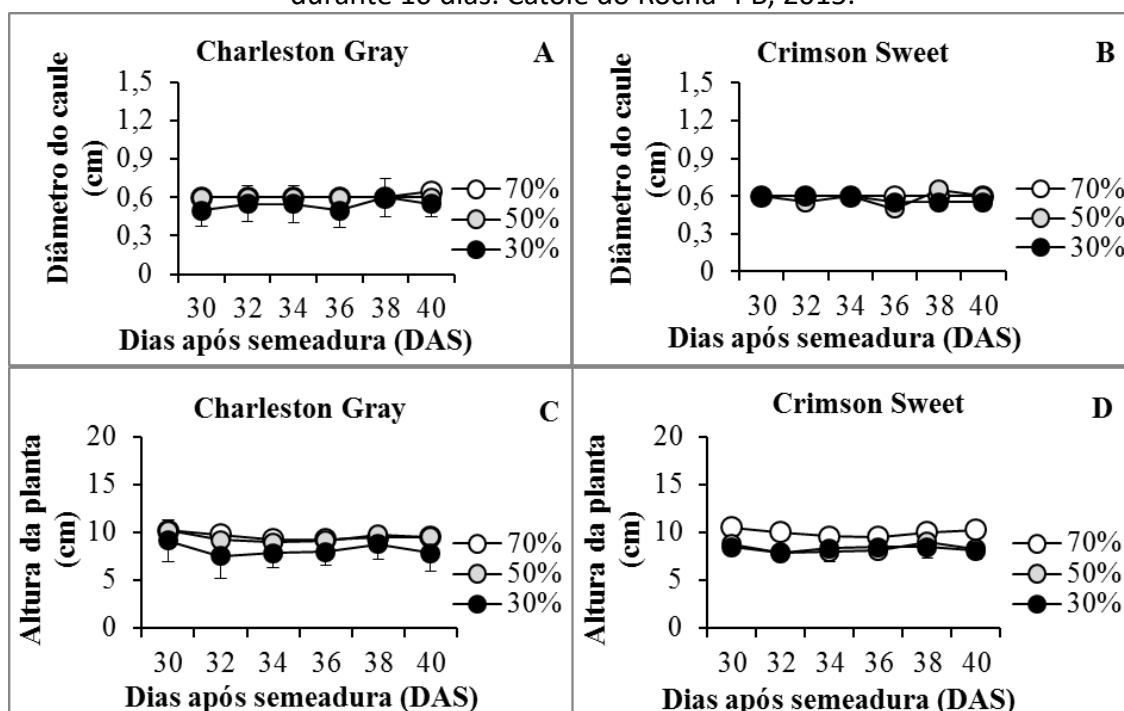 durante 10 dias. Catolé do Rocha- PB, 2015.
Charleston Gray
A
Diâmetro do caule
(cm)
1,5
1,2
0,9
0,6
0,3
0
30 32 34 36 38 40
Dias após semeadura (DAS)
70%
50%
30%
Crimson Sweet
B
Diâmetro do caule
(cm)
1,5
1,2
0,9
0,6
0,3
0
30 32 34 36 38 40
Dias após semeadura (DAS)
70%
50%
30%
Charleston Gray
C
Altura da planta
(cm)
20
15
10
5
0
30 32 34 36 38 40
Dias após semeadura (DAS)
70%
50%
30%
Crimson Sweet
D
Altura da planta
(cm)
20
15
10
5
0
30 32 34 36 38 40
Dias após semeadura (DAS)
70%
50%
30%